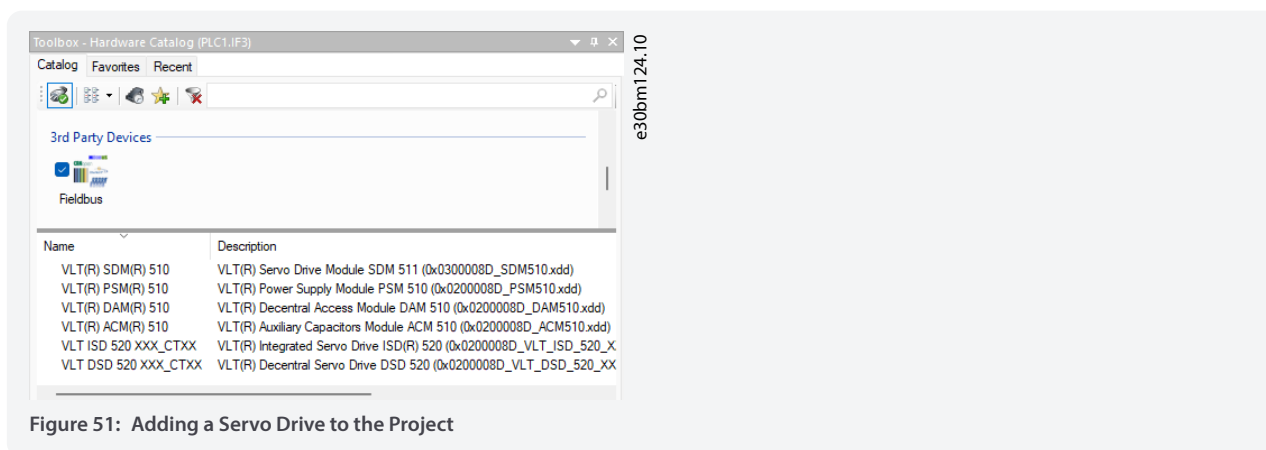 Toolbox - Hardware Catalog (PLC1.IF3)
Catalog Favorites Recent
3rd Party Devices
Fieldbus
Name Description
VLT(R) SDM(R) 510 VLT(R) Servo Drive Module SDM 511 (0x0300008D_SDM510.xdd)
VLT(R) PSM(R) 510 VLT(R) Power Supply Module PSM 510 (0x0200008D_PSM510.xdd)
VLT(R) DAM(R) 510 VLT(R) Decentral Access Module DAM 510 (0x0200008D_DAM510.xdd)
VLT(R) ACM(R) 510 VLT(R) Auxiliary Capacitors Module ACM 510 (0x0200008D_ACM510.xdd)
VLT ISD 520 XXX_CTXX VLT(R) Integrated Servo Drive ISD(R) 520 (0x0200008D_VLT_ISD_520_X
VLT DSD 520 XXX_CTXX VLT(R) Decentral Servo Drive DSD 520 (0x0200008D_VLT_DSD_520_XX
e30bm124.10
Figure 51: Adding a Servo Drive to the Project